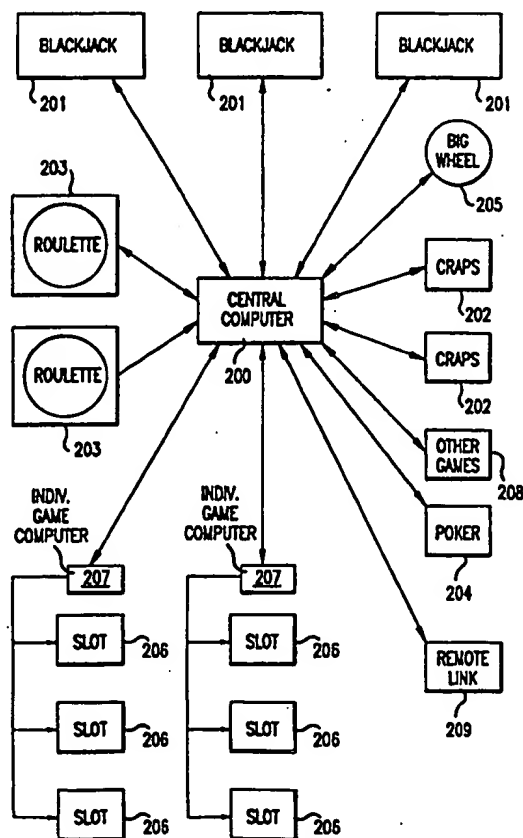 BLACKJACK
BLACKJACK
BLACKJACK
201
201
201
BIG
WHEEL
205
203
ROULETTE
CENTRAL
COMPUTER
200
CRAPS
202
ROULETTE
203
CRAPS
202
OTHER
GAMES
208
INDIV.
GAME
COMPUTER
207
INDIV.
GAME
COMPUTER
207
POKER
204
SLOT
206
SLOT
206
REMOTE
LINK
209
SLOT
206
SLOT
206
SLOT
206
SLOT
206